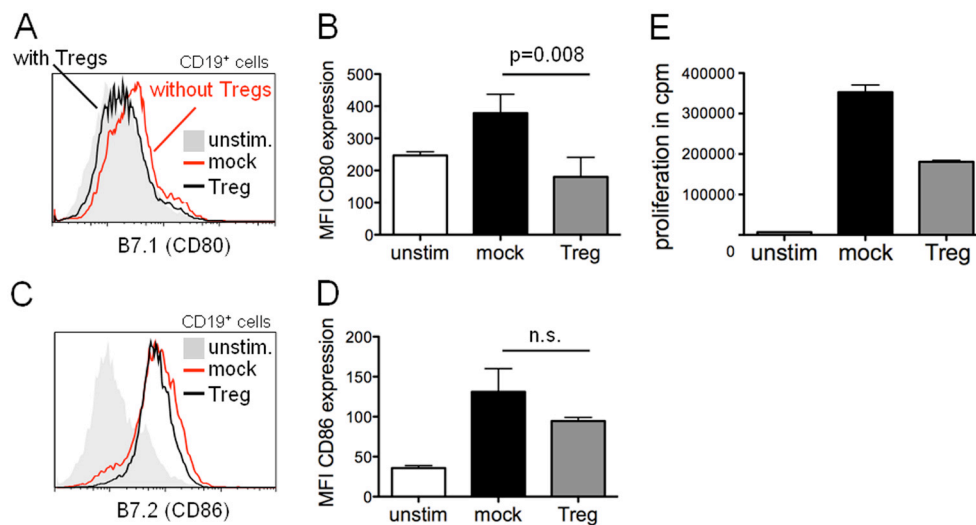 A
with Tregs
CD19+ cells
without Tregs
unstim.
mock
Treg
B7.1 (CD80)
B
p=0.008
MFI CD80 expression
500
400
300
200
100
0
unstim
mock
Treg
E
proliferation in cpm
400000
300000
200000
100000
0
unstim
mock
Treg
C
CD19+ cells
unstim.
mock
Treg
B7.2 (CD86)
D
n.s.
MFI CD86 expression
200
150
100
50
0
unstim
mock
Treg